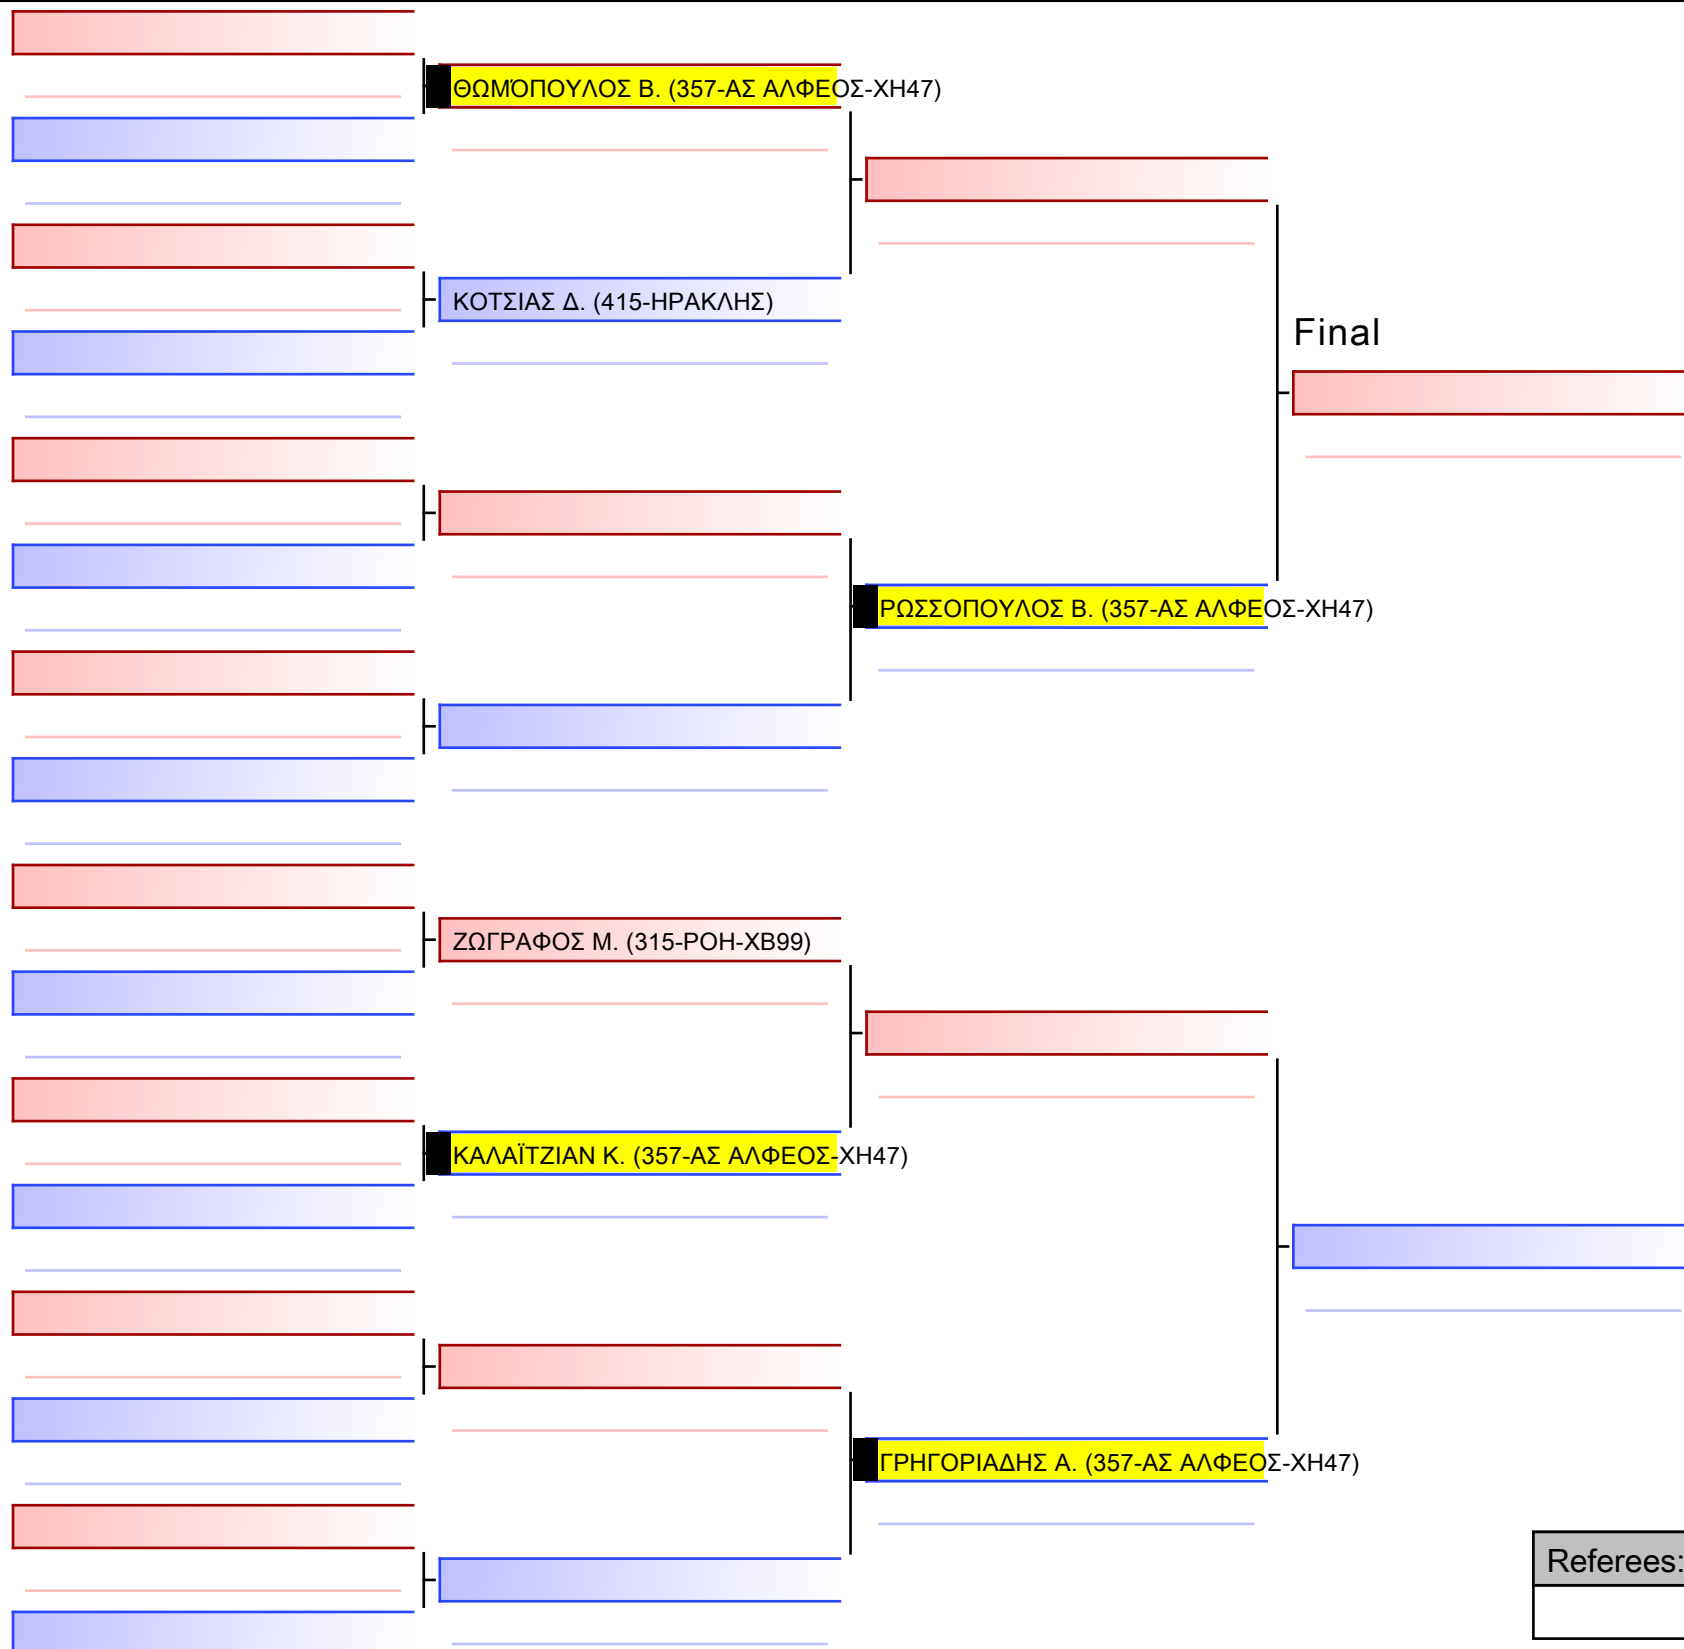 ΘΩΜΌΠΟΥΛΟΣ Β. (357-ΑΣ ΑΛΦΕΟΣ-ΧΗ47)
ΚΟΤΣΙΑΣ Δ. (415-ΗΡΑΚΛΗΣ)
Final
ΡΩΣΣΟΠΟΥΛΟΣ Β. (357-ΑΣ ΑΛΦΕΟΣ-ΧΗ47)
ΖΩΓΡΑΦΟΣ Μ. (315-ΡΟΗ-ΧΒ99)
ΚΑΛΑΪΤΖΙΑΝ Κ. (357-ΑΣ ΑΛΦΕΟΣ-ΧΗ47)
ΓΡΗΓΟΡΙΑΔΗΣ Α. (357-ΑΣ ΑΛΦΕΟΣ-ΧΗ47)
Referees: